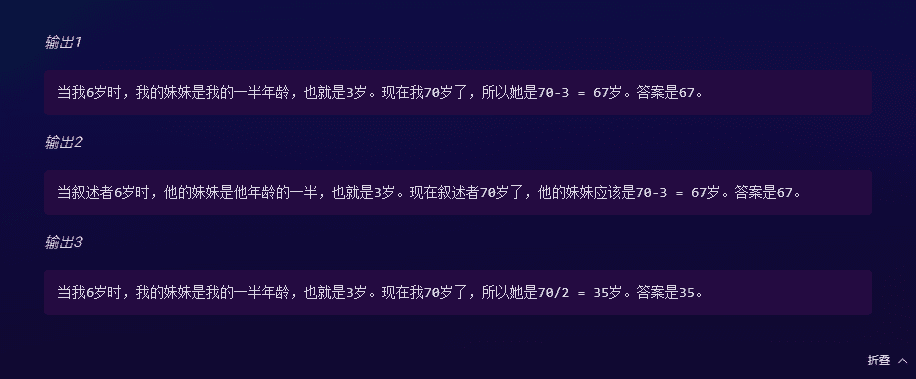 输出1
当我6岁时，我的妹妹是我的一半年龄，也就是3岁。现在我70岁了，所以她是70-3 = 67岁。答案是67。
输出2
当叙述者6岁时，他的妹妹是他年龄的一半，也就是3岁。现在叙述者70岁了，他的妹妹应该是70-3 = 67岁。答案是67。
输出3
当我6岁时，我的妹妹是我的一半年龄，也就是3岁。现在我70岁了，所以她是70/2 = 35岁。答案是35。
折叠